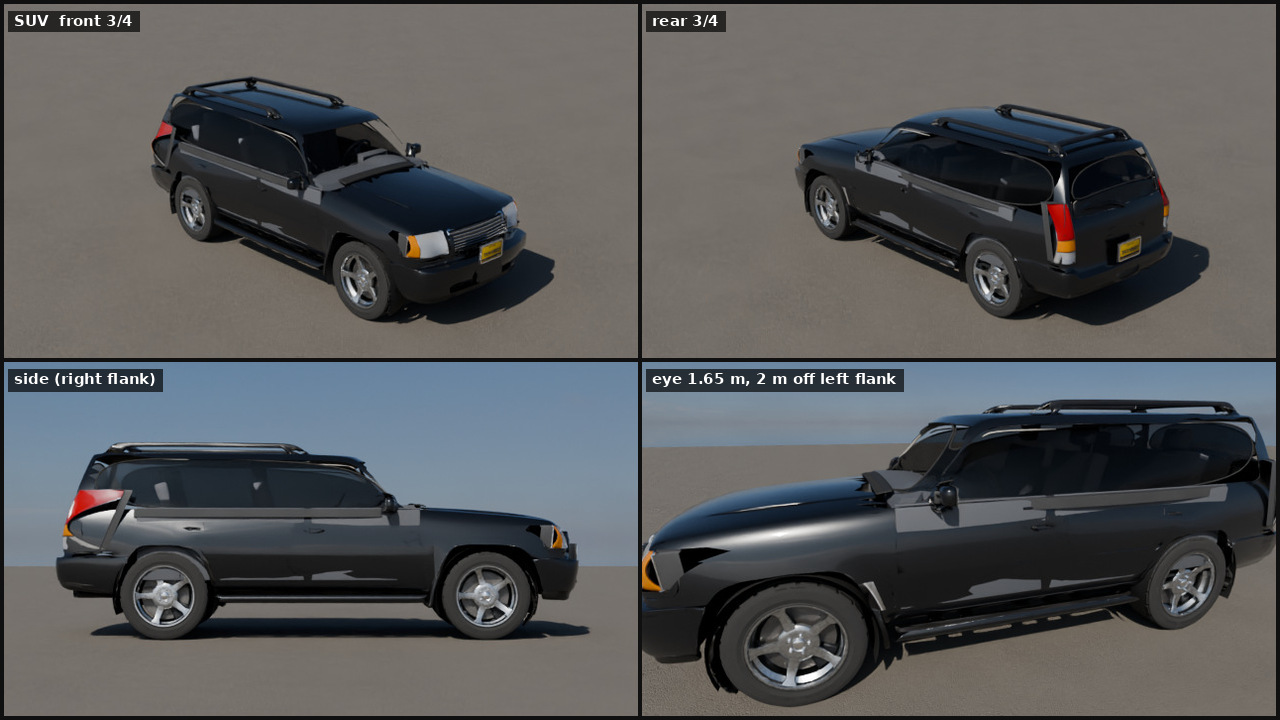 SUV  front 3/4
rear 3/4
side (right flank)
eye 1.65 m, 2 m off left flank